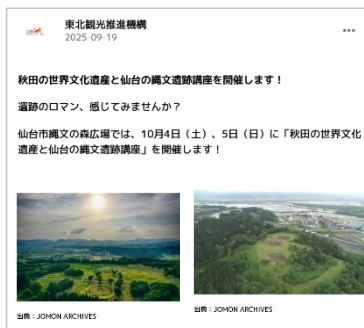 東北観光推進機構
2025-09-19
秋田の世界文化遺産と仙台の縄文遺跡講座を開催します！
遺跡のロマン、感じてみませんか？
仙台市縄文の森広場では、10月4日（土）、5日（日）に「秋田の世界文化
遺産と仙台の縄文遺跡講座」を開催します！
出典：JOMON ARCHIVES
出典：JOMON ARCHIVES